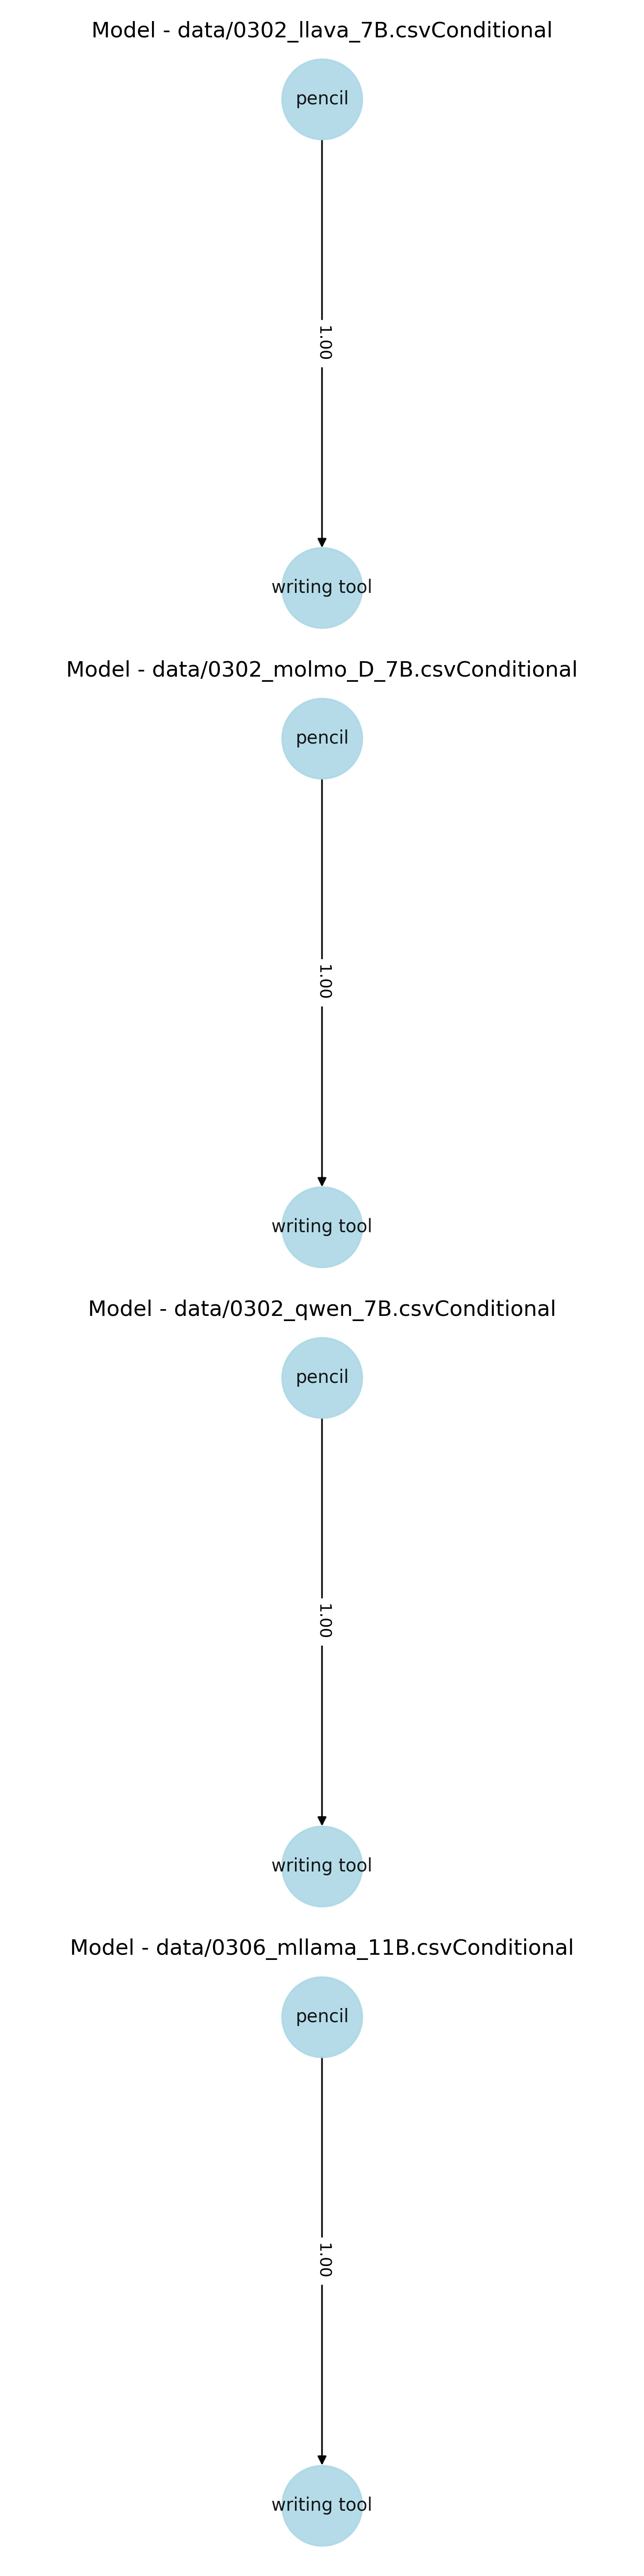 Model - data/0302_llava_7B.csvConditional
pencil
1.00
writing tool
Model - data/0302_molmo_D_7B.csvConditional
pencil
1.00
writing tool
Model - data/0302_qwen_7B.csvConditional
pencil
1.00
writing tool
Model - data/0306_mllama_11B.csvConditional
pencil
1.00
writing tool